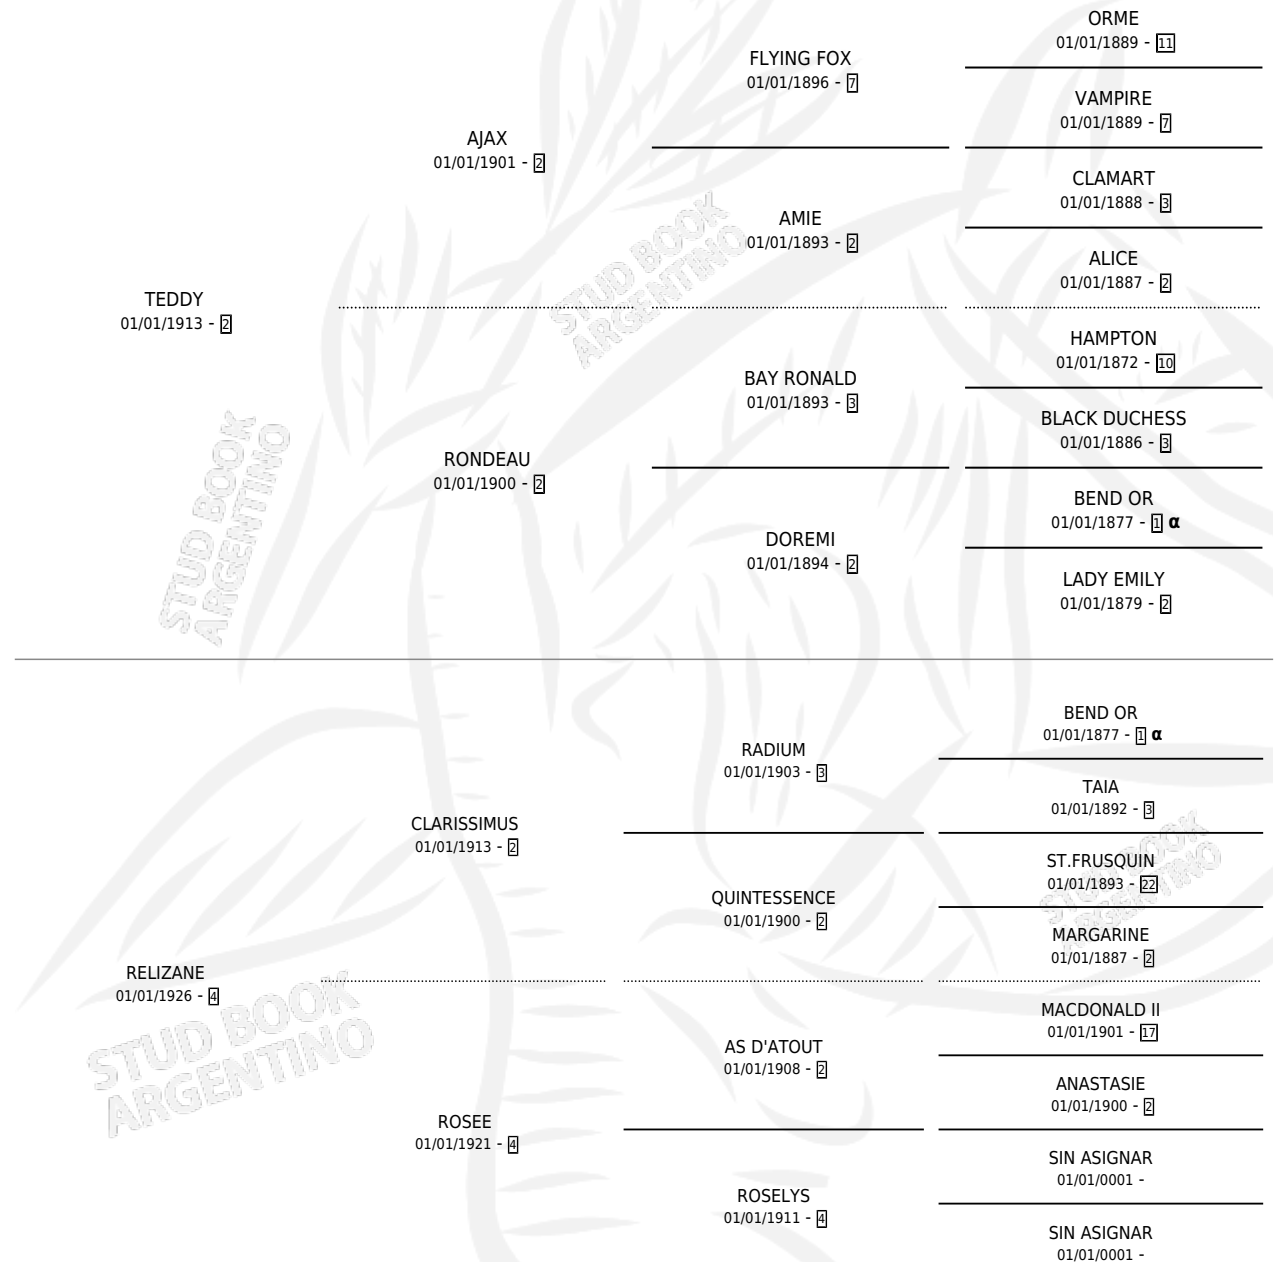 ORME
01/01/1889 - 11
FLYING FOX
01/01/1896 - 7
VAMPIRE
01/01/1889 - 7
AJAX
01/01/1901 - 2
CLAMART
01/01/1888 - 3
AMIE
01/01/1893 - 2
ALICE
01/01/1887 - 2
TEDDY
01/01/1913 - 2
HAMPTON
01/01/1872 - 10
BAY RONALD
01/01/1893 - 3
BLACK DUCHESS
01/01/1886 - 3
RONDEAU
01/01/1900 - 2
BEND OR
01/01/1877 - 1 α
DOREMI
01/01/1894 - 2
LADY EMILY
01/01/1879 - 2
BEND OR
01/01/1877 - 1 α
RADIUM
01/01/1903 - 3
TAIA
01/01/1892 - 3
CLARISSIMUS
01/01/1913 - 2
ST.FRUSQUIN
01/01/1893 - 22
QUINTESSENCE
01/01/1900 - 2
MARGARINE
01/01/1887 - 2
RELIZANE
01/01/1926 - 4
MACDONALD II
01/01/1901 - 17
AS D'ATOUT
01/01/1908 - 2
ANASTASIE
01/01/1900 - 2
ROSEE
01/01/1921 - 4
SIN ASIGNAR
01/01/0001 -
ROSELYS
01/01/1911 - 4
SIN ASIGNAR
01/01/0001 -
STUD BOOK
ARGENTINO
STUD BOOK
ARGENTINO
STUD BOOK
ARGENTINO
STUD BOOK
ARGENTINO